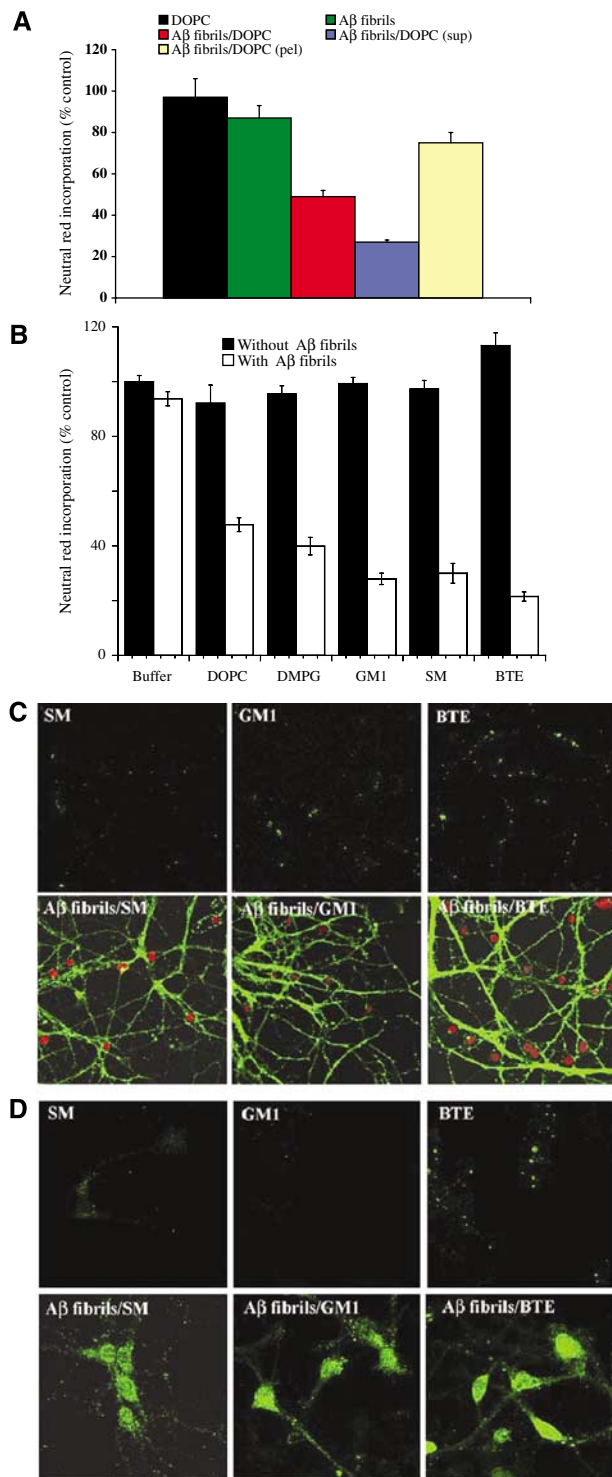 A
DOPC
Aβ fibrils
Aβ fibrils/DOPC
Aβ fibrils/DOPC (sup)
Aβ fibrils/DOPC (pel)
Neutral red incorporation (% control)
120
100
80
60
40
20
0
B
Without Aβ fibrils
With Aβ fibrils
Neutral red incorporation (% control)
120
80
40
0
Buffer DOPC DMPG GM1 SM BTE
C
SM GM1 BTE
Aβ fibrils/SM Aβ fibrils/GM1 Aβ fibrils/BTE
D
SM GM1 BTE
Aβ fibrils/SM Aβ fibrils/GM1 Aβ fibrils/BTE